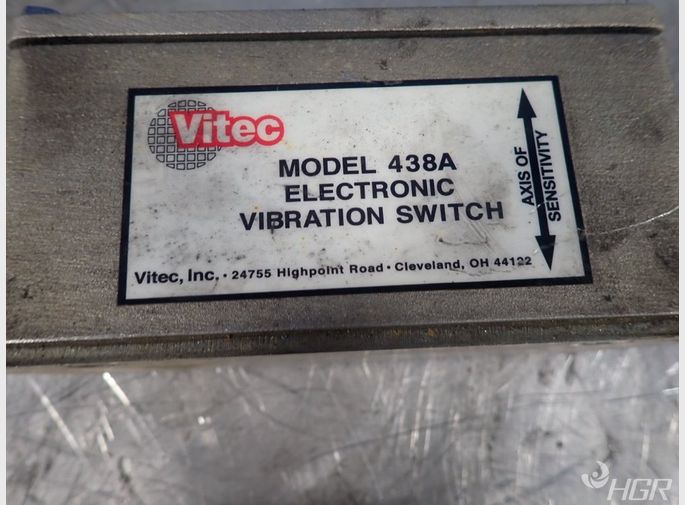 Vitec
MODEL 438A
ELECTRONIC
VIBRATION SWITCH
AXIS OF
SENSITIVITY
Vitec, Inc. · 24755 Highpoint Road · Cleveland, OH 44122
HGR